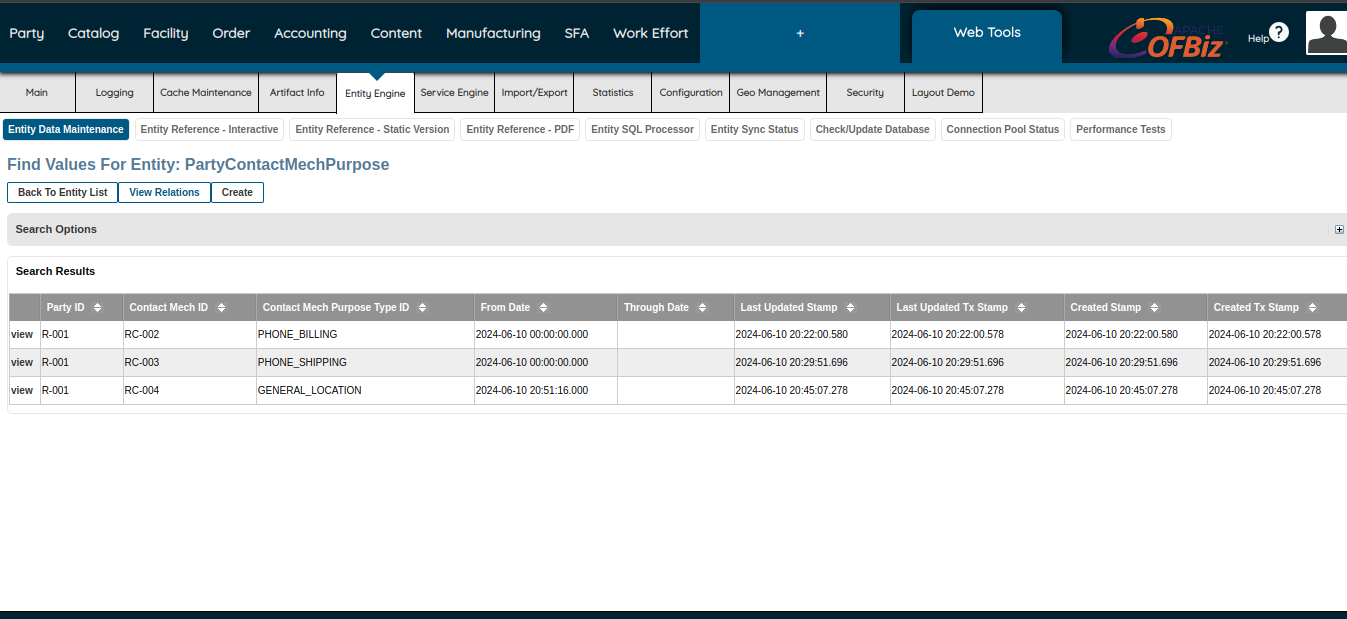 Party Catalog Facility Order Accounting Content Manufacturing SFA Work Effort + Web Tools APACHE OFBiz Help ?
Main Logging Cache Maintenance Artifact Info Entity Engine Service Engine Import/Export Statistics Configuration Geo Management Security Layout Demo
Entity Data Maintenance Entity Reference - Interactive Entity Reference - Static Version Entity Reference - PDF Entity SQL Processor Entity Sync Status Check/Update Database Connection Pool Status Performance Tests
Find Values For Entity: PartyContactMechPurpose
Back To Entity List View Relations Create
Search Options
Search Results
Party ID Contact Mech ID Contact Mech Purpose Type ID From Date Through Date Last Updated Stamp Last Updated Tx Stamp Created Stamp Created Tx Stamp
view R-001 RC-002 PHONE_BILLING 2024-06-10 00:00:00.000 2024-06-10 20:22:00.580 2024-06-10 20:22:00.578 2024-06-10 20:22:00.580 2024-06-10 20:22:00.578
view R-001 RC-003 PHONE_SHIPPING 2024-06-10 00:00:00.000 2024-06-10 20:29:51.696 2024-06-10 20:29:51.696 2024-06-10 20:29:51.696 2024-06-10 20:29:51.696
view R-001 RC-004 GENERAL_LOCATION 2024-06-10 20:51:16.000 2024-06-10 20:45:07.278 2024-06-10 20:45:07.278 2024-06-10 20:45:07.278 2024-06-10 20:45:07.278